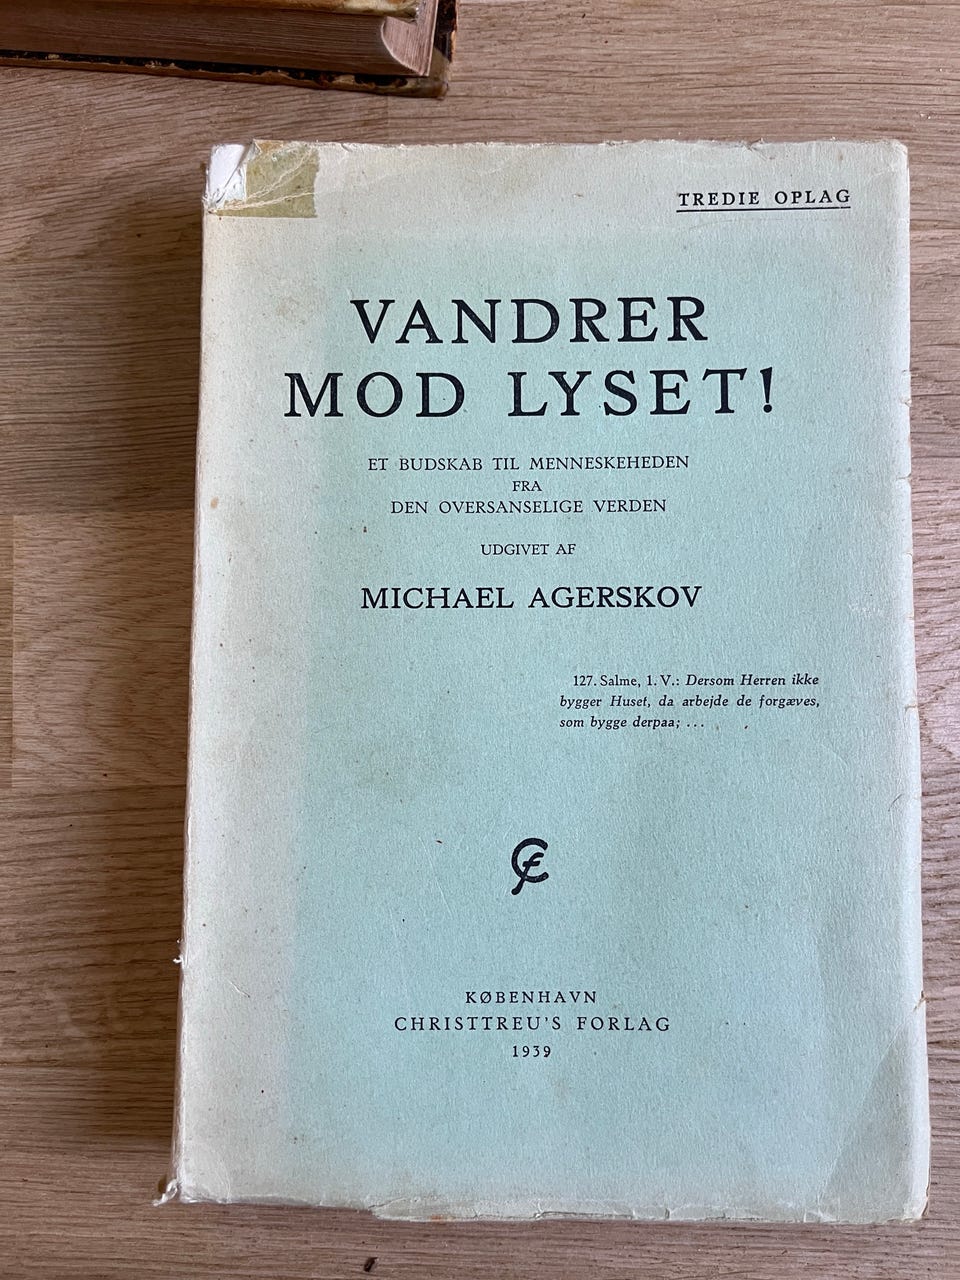 TREDIE OPLAG
VANDRER
MOD LYSET!
ET BUDSKAB TIL MENNESKEHEDEN
FRA
DEN OVERSANSELIGE VERDEN
UDGIVET AF
MICHAEL AGERSKOV
127. Salme, 1. V.: Dersom Herren ikke
bygger Huset, da arbejde de forgæves,
som bygge derpaa; ...
KØBENHAVN
CHRISTTREU'S FORLAG
1939